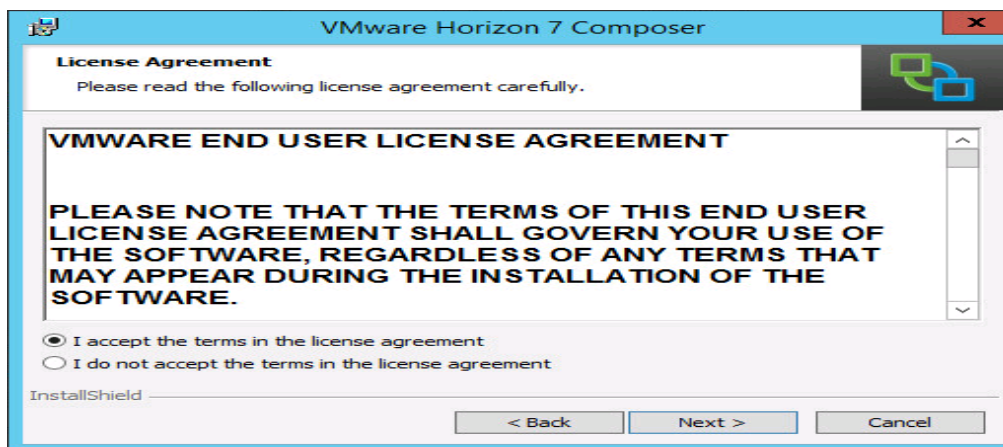 VMware Horizon 7 Composer
License Agreement
Please read the following license agreement carefully.
VMWARE END USER LICENSE AGREEMENT
PLEASE NOTE THAT THE TERMS OF THIS END USER
LICENSE AGREEMENT SHALL GOVERN YOUR USE OF
THE SOFTWARE, REGARDLESS OF ANY TERMS THAT
MAY APPEAR DURING THE INSTALLATION OF THE
SOFTWARE.
I accept the terms in the license agreement
I do not accept the terms in the license agreement
InstallShield
< Back Next > Cancel